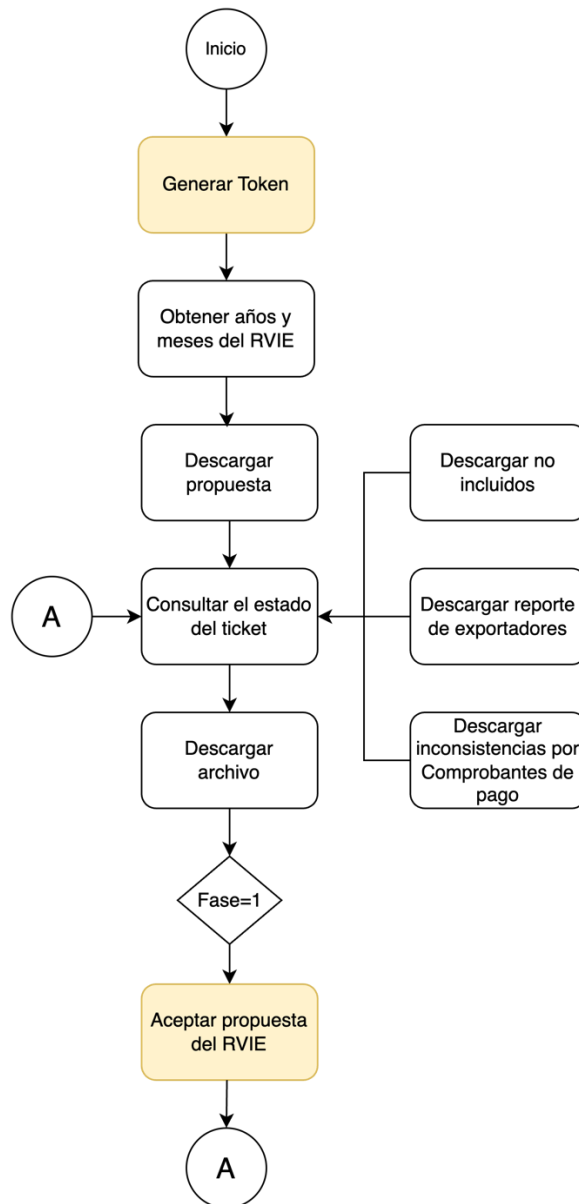 Inicio
Generar Token
Obtener años y
meses del RVIE
Descargar
propuesta
Descargar no
incluidos
A
Consultar el estado
del ticket
Descargar reporte
de exportadores
Descargar
archivo
Descargar
inconsistencias por
Comprobantes de
pago
Fase=1
Aceptar propuesta
del RVIE
A